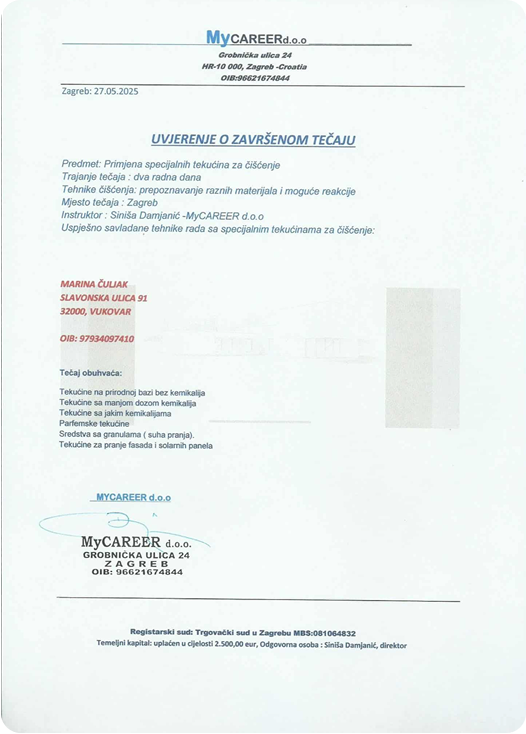 MyCAREERd.o.o
Grobnička ulica 24
HR-10 000, Zagreb -Croatia
OIB:96621674844
Zagreb: 27.05.2025
UVJERENJE O ZAVRŠENOM TEČAJU
Predmet: Primjena specijalnih tekućina za čišćenje
Trajanje tečaja : dva radna dana
Tehnike čišćenja: prepoznavanje raznih materijala i moguće reakcije
Mjesto tečaja : Zagreb
Instruktor : Siniša Damjanić -MyCAREER d.o.o
Uspješno savladane tehnike rada sa specijalnim tekućinama za čišćenje:
MARINA ČULJAK
SLAVONSKA ULICA 91
32000, VUKOVAR
OIB: 97934097410
Tečaj obuhvaća:
Tekućine na prirodnoj bazi bez kemikalija
Tekućine sa manjom dozom kemikalija
Tekućine sa jakim kemikalijama
Parfemske tekućine
Sredstva sa granulama ( suha pranja).
Tekućine za pranje fasada i solarnih panela
MYCAREER d.o.o
MyCAREER d.o.o.
GROBNIČKA ULICA 24
ZAGREB
OIB: 96621674844
Registarski sud: Trgovački sud u Zagrebu MBS:081064832
Temeljni kapital: uplaćen u cijelosti 2.500,00 eur, Odgovorna osoba : Siniša Damjanić, direktor